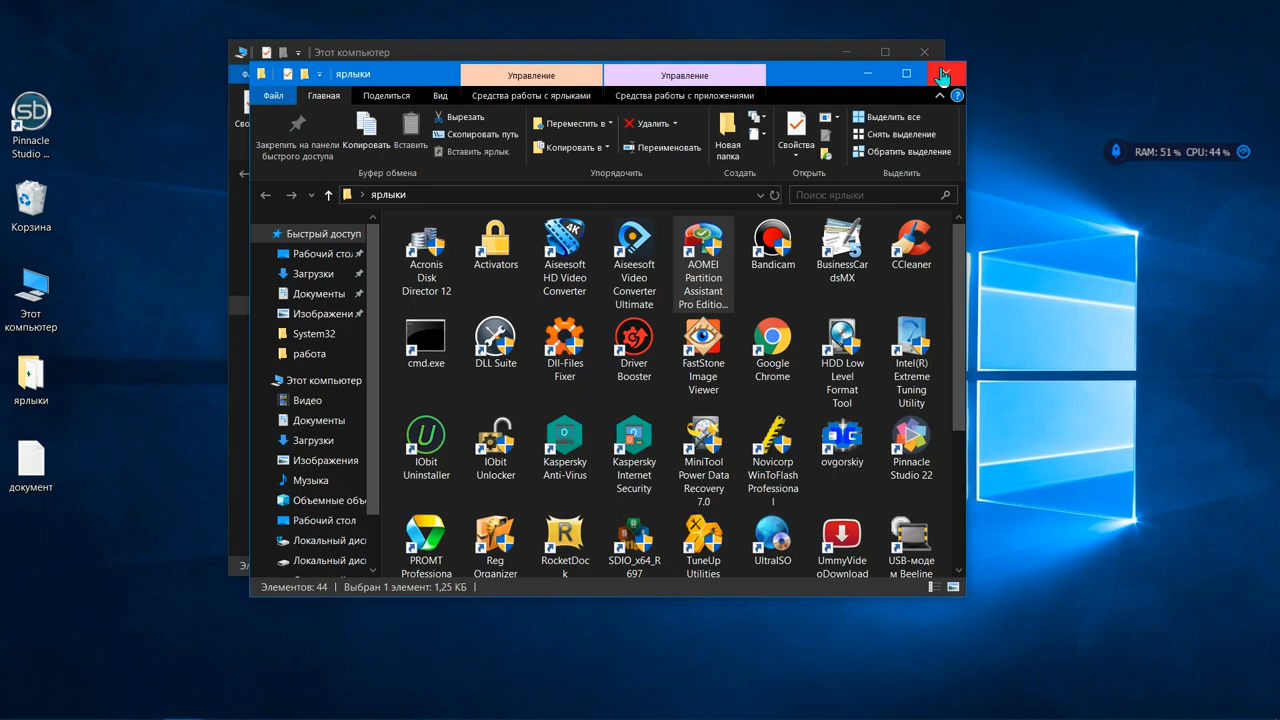 Этот компьютер
ярлыки
Управление
Управление
Файл
Главная
Поделиться
Вид
Средства работы с ярлыками
Средства работы с приложениями
Закрепить на панели
быстрого доступа
Копировать
Вставить
Вырезать
Скопировать путь
Вставить ярлык
Буфер обмена
Переместить в
Копировать в
Удалить
Переименовать
Упорядочить
Новая
папка
Создать
Свойства
Открыть
Выделить все
Снять выделение
Обратить выделение
Выделить
ярлыки
Поиск: ярлыки
Быстрый доступ
Рабочий стол
Загрузки
Документы
Изображени
System32
работа
Этот компьютер
Видео
Документы
Загрузки
Изображения
Музыка
Объемные объ
Рабочий стол
Локальный дис
Локальный дис
Acronis
Disk
Director 12
Activators
Aiseesoft
HD Video
Converter
Aiseesoft
Video
Converter
Ultimate
AOMEI
Partition
Assistant
Pro Editio...
Bandicam
BusinessCar
dsMX
CCleaner
cmd.exe
DLL Suite
Dll-Files
Fixer
Driver
Booster
FastStone
Image
Viewer
Google
Chrome
HDD Low
Level
Format
Tool
Intel(R)
Extreme
Tuning
Utility
IObit
Uninstaller
IObit
Unlocker
Kaspersky
Anti-Virus
Kaspersky
Internet
Security
MiniTool
Power Data
Recovery
7.0
Novicorp
WinToFlash
Professiona
l
ovgorskiy
Pinnacle
Studio 22
PROMT
Professiona
Reg
Organizer
RocketDoc
k
SDIO_x64_R
697
TuneUp
Utilities
UltraISO
UmmyVide
oDownload
USB-моде
м Beeline
Элементов: 44
Выбран 1 элемент: 1,25 КБ
Pinnacle
Studio ...
Корзина
Этот
компьютер
ярлыки
документ
RAM: 51% CPU: 44%